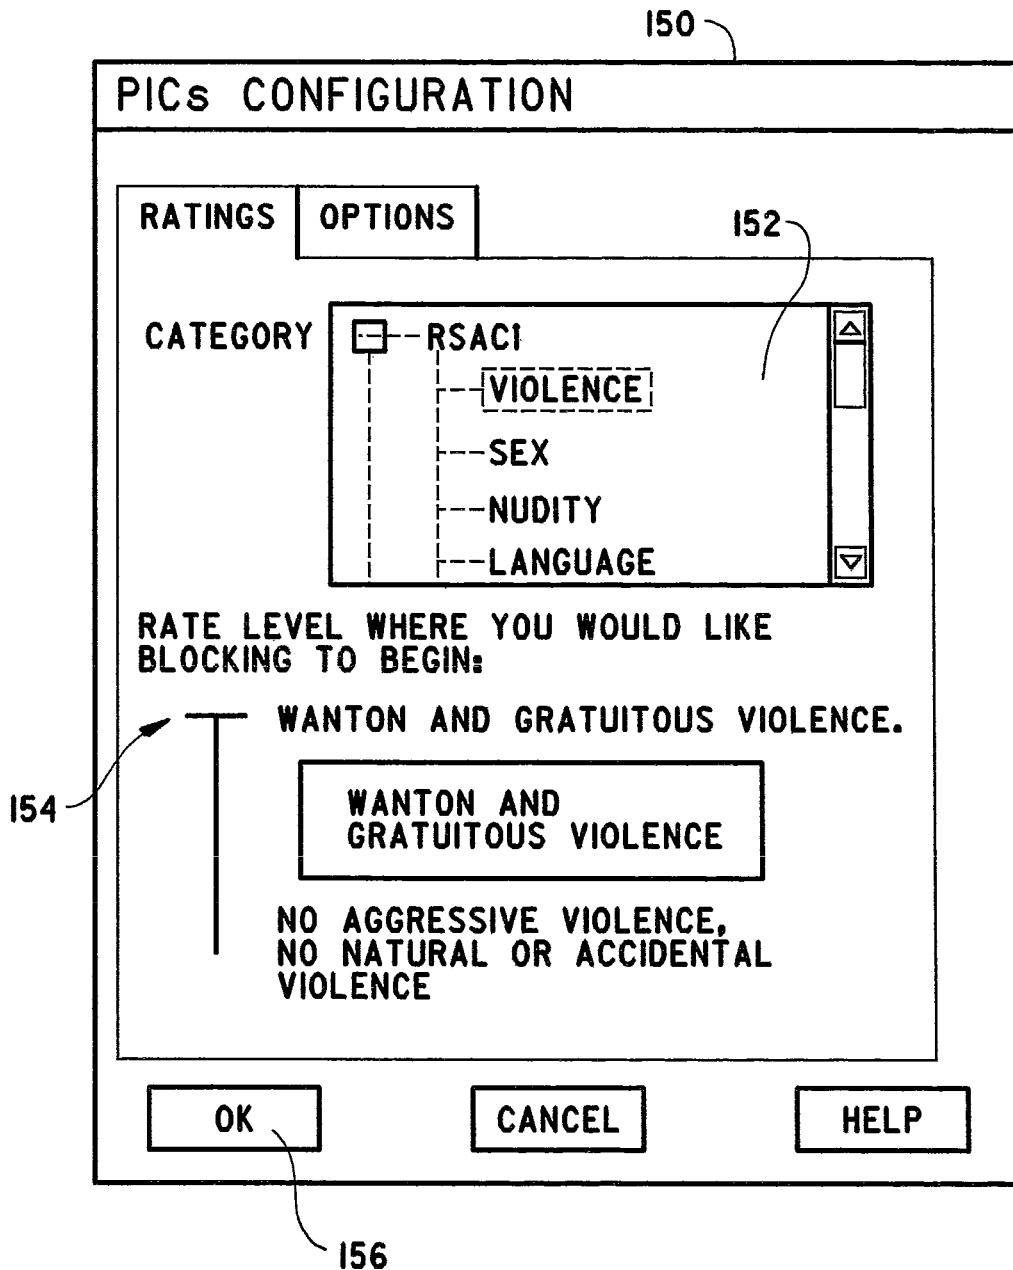 150
PICs CONFIGURATION
RATINGS OPTIONS
152
CATEGORY
RSAC1
VIOLENCE
SEX
NUDITY
LANGUAGE
RATE LEVEL WHERE YOU WOULD LIKE
BLOCKING TO BEGIN:
154
WANTON AND GRATUITOUS VIOLENCE.
WANTON AND
GRATUITOUS VIOLENCE
NO AGGRESSIVE VIOLENCE,
NO NATURAL OR ACCIDENTAL
VIOLENCE
OK CANCEL HELP
156